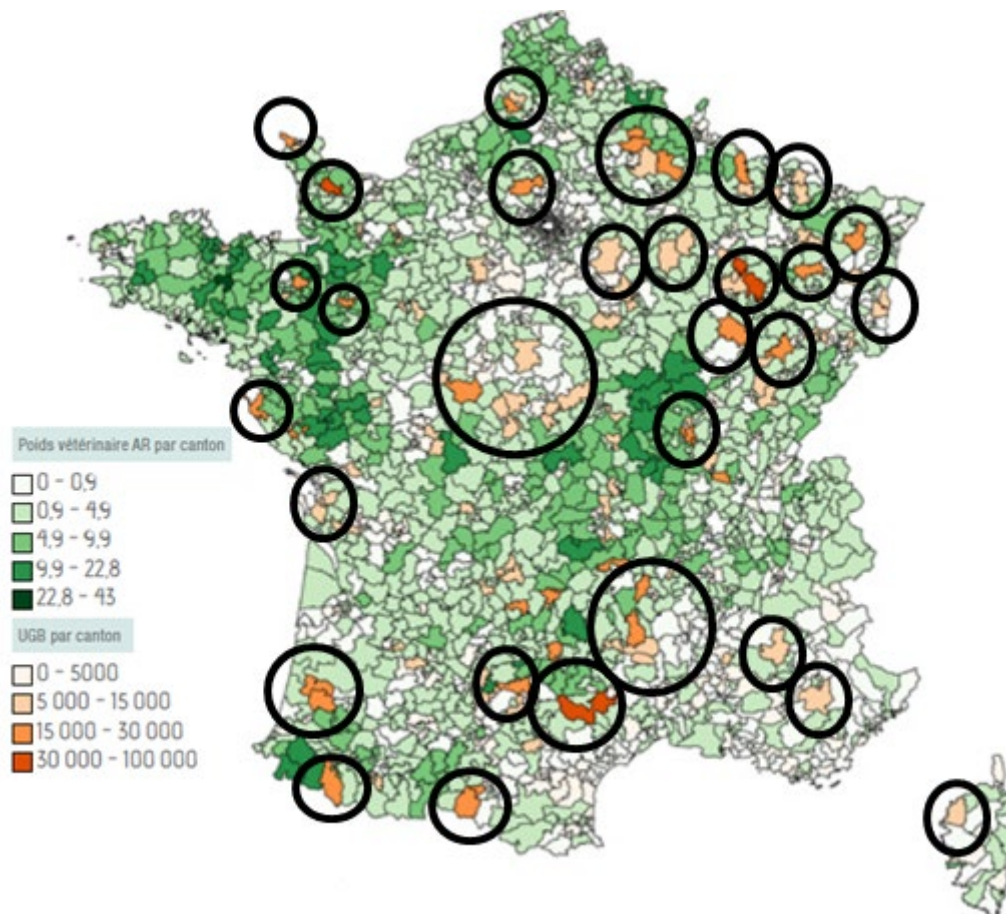 Poids vétérinaire AR par canton
0 – 0,9
0,9 – 4,9
4,9 – 9,9
9,9 – 22,8
22,8 – 43
UGB par canton
0 – 5000
5 000 – 15 000
15 000 – 30 000
30 000 – 100 000